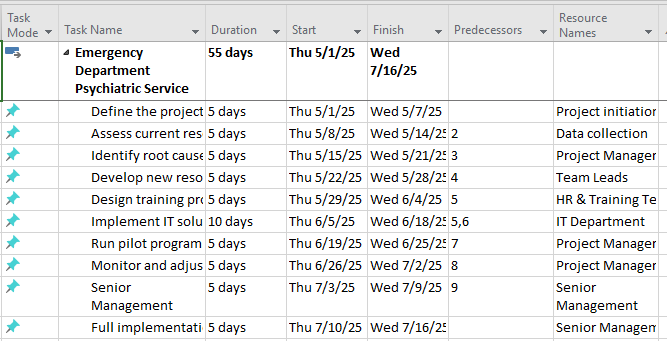 Task Mode Task Name Duration Start Finish Predecessors Resource Names
Emergency Department Psychiatric Service 55 days Thu 5/1/25 Wed 7/16/25
Define the project 5 days Thu 5/1/25 Wed 5/7/25 Project initiation
Assess current res 5 days Thu 5/8/25 Wed 5/14/25 2 Data collection
Identify root cause 5 days Thu 5/15/25 Wed 5/21/25 3 Project Manager
Develop new reso 5 days Thu 5/22/25 Wed 5/28/25 4 Team Leads
Design training pro 5 days Thu 5/29/25 Wed 6/4/25 5 HR & Training Te
Implement IT solu 10 days Thu 6/5/25 Wed 6/18/25 5,6 IT Department
Run pilot program 5 days Thu 6/19/25 Wed 6/25/25 7 Project Manager
Monitor and adjus 5 days Thu 6/26/25 Wed 7/2/25 8 Project Manager
Senior Management 5 days Thu 7/3/25 Wed 7/9/25 9 Senior Management
Full implementati 5 days Thu 7/10/25 Wed 7/16/25 Senior Managem